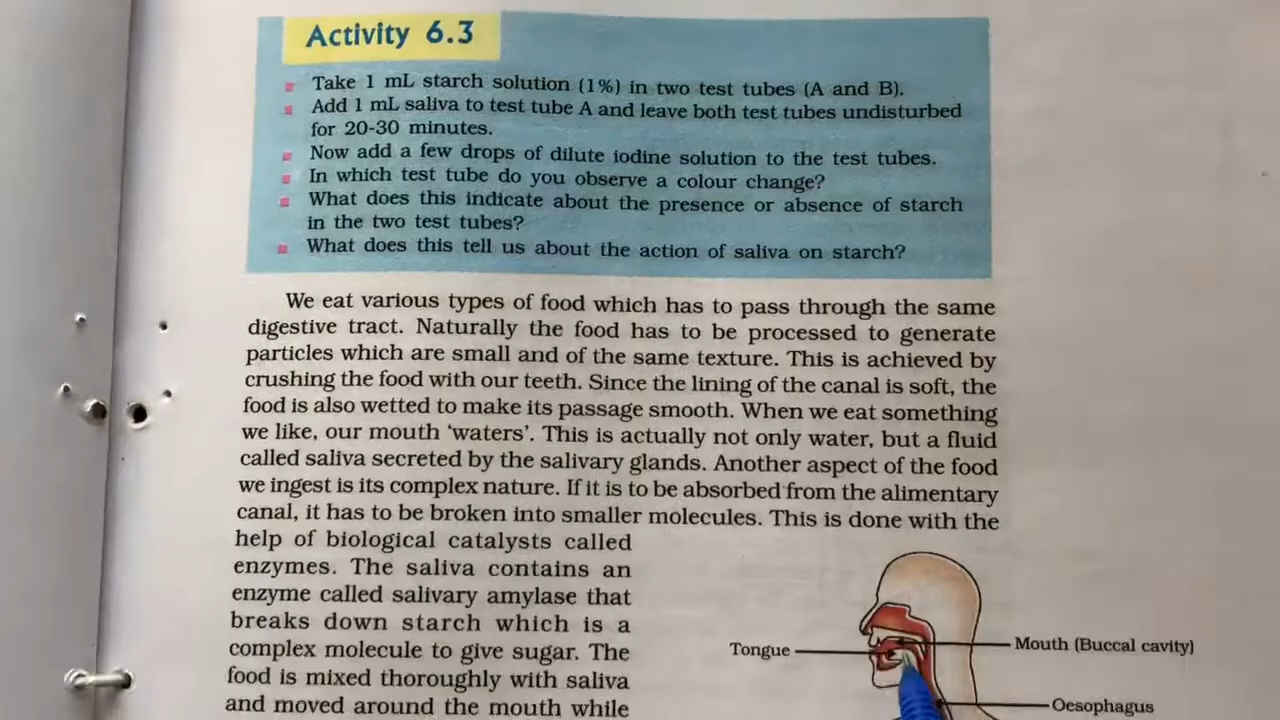 Activity 6.3
Take 1 mL starch solution (1%) in two test tubes (A and B).
Add 1 mL saliva to test tube A and leave both test tubes undisturbed
for 20-30 minutes.
Now add a few drops of dilute iodine solution to the test tubes.
In which test tube do you observe a colour change?
What does this indicate about the presence or absence of starch
in the two test tubes?
What does this tell us about the action of saliva on starch?
We eat various types of food which has to pass through the same
digestive tract. Naturally the food has to be processed to generate
particles which are small and of the same texture. This is achieved by
crushing the food with our teeth. Since the lining of the canal is soft, the
food is also wetted to make its passage smooth. When we eat something
we like, our mouth ‘waters’. This is actually not only water, but a fluid
called saliva secreted by the salivary glands. Another aspect of the food
we ingest is its complex nature. If it is to be absorbed from the alimentary
canal, it has to be broken into smaller molecules. This is done with the
help of biological catalysts called
enzymes. The saliva contains an
enzyme called salivary amylase that
breaks down starch which is a
complex molecule to give sugar. The
food is mixed thoroughly with saliva
and moved around the mouth while
Tongue
Mouth (Buccal cavity)
Oesophagus